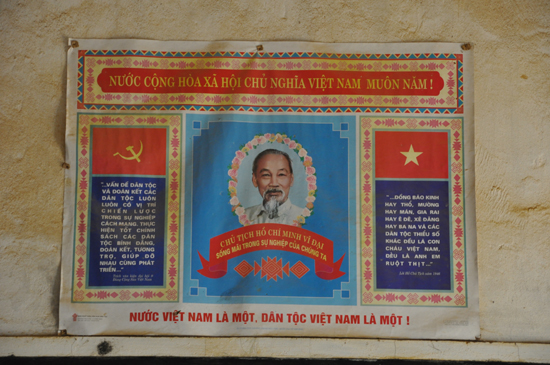 NƯỚC CỘNG HÒA XÃ HỘI CHỦ NGHĨA VIỆT NAM MUÔN NĂM !
"...VẤN ĐỀ DÂN TỘC
VÀ ĐOÀN KẾT CÁC
DÂN TỘC LUÔN
LUÔN CÓ VỊ TRÍ
CHIẾN LƯỢC
TRONG SỰ NGHIỆP
CÁCH MẠNG. THỰC
HIỆN TỐT CHÍNH
SÁCH CÁC DÂN
TỘC BÌNH ĐẲNG,
ĐOÀN KẾT, TƯƠNG
TRỢ, GIÚP ĐỠ
NHAU CÙNG PHÁT
TRIỂN..."
Đảng Cộng Sản Việt Nam
CHỦ TỊCH HỒ CHÍ MINH VĨ ĐẠI
SỐNG MÃI TRONG SỰ NGHIỆP CỦA CHÚNG TA
"...ĐỒNG BÀO KINH
HAY THỔ, MƯỜNG
HAY MÁN, GIA RAI
HAY Ê ĐÊ, XÊ ĐĂNG
HAY BA NA VÀ CÁC
DÂN TỘC THIỂU SỐ
KHÁC ĐỀU LÀ CON
CHÁU VIỆT NAM,
ĐỀU LÀ ANH EM
RUỘT THỊT..."
NƯỚC VIỆT NAM LÀ MỘT, DÂN TỘC VIỆT NAM LÀ MỘT !